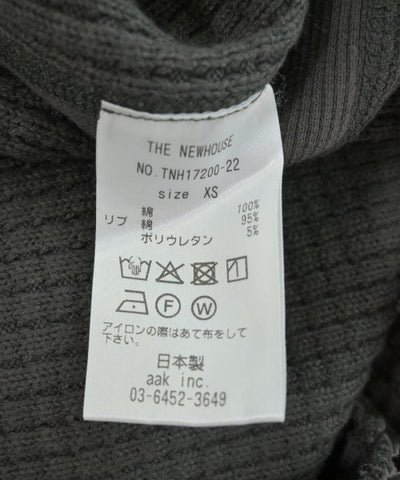 THE NEWHOUSE
NO.TNH17200-22
size XS
綿 100%
リブ 綿 95%
ポリウレタン 5%
F W
アイロンの際はあて布をして
下さい。
日本製
aak inc.
03-6452-3649